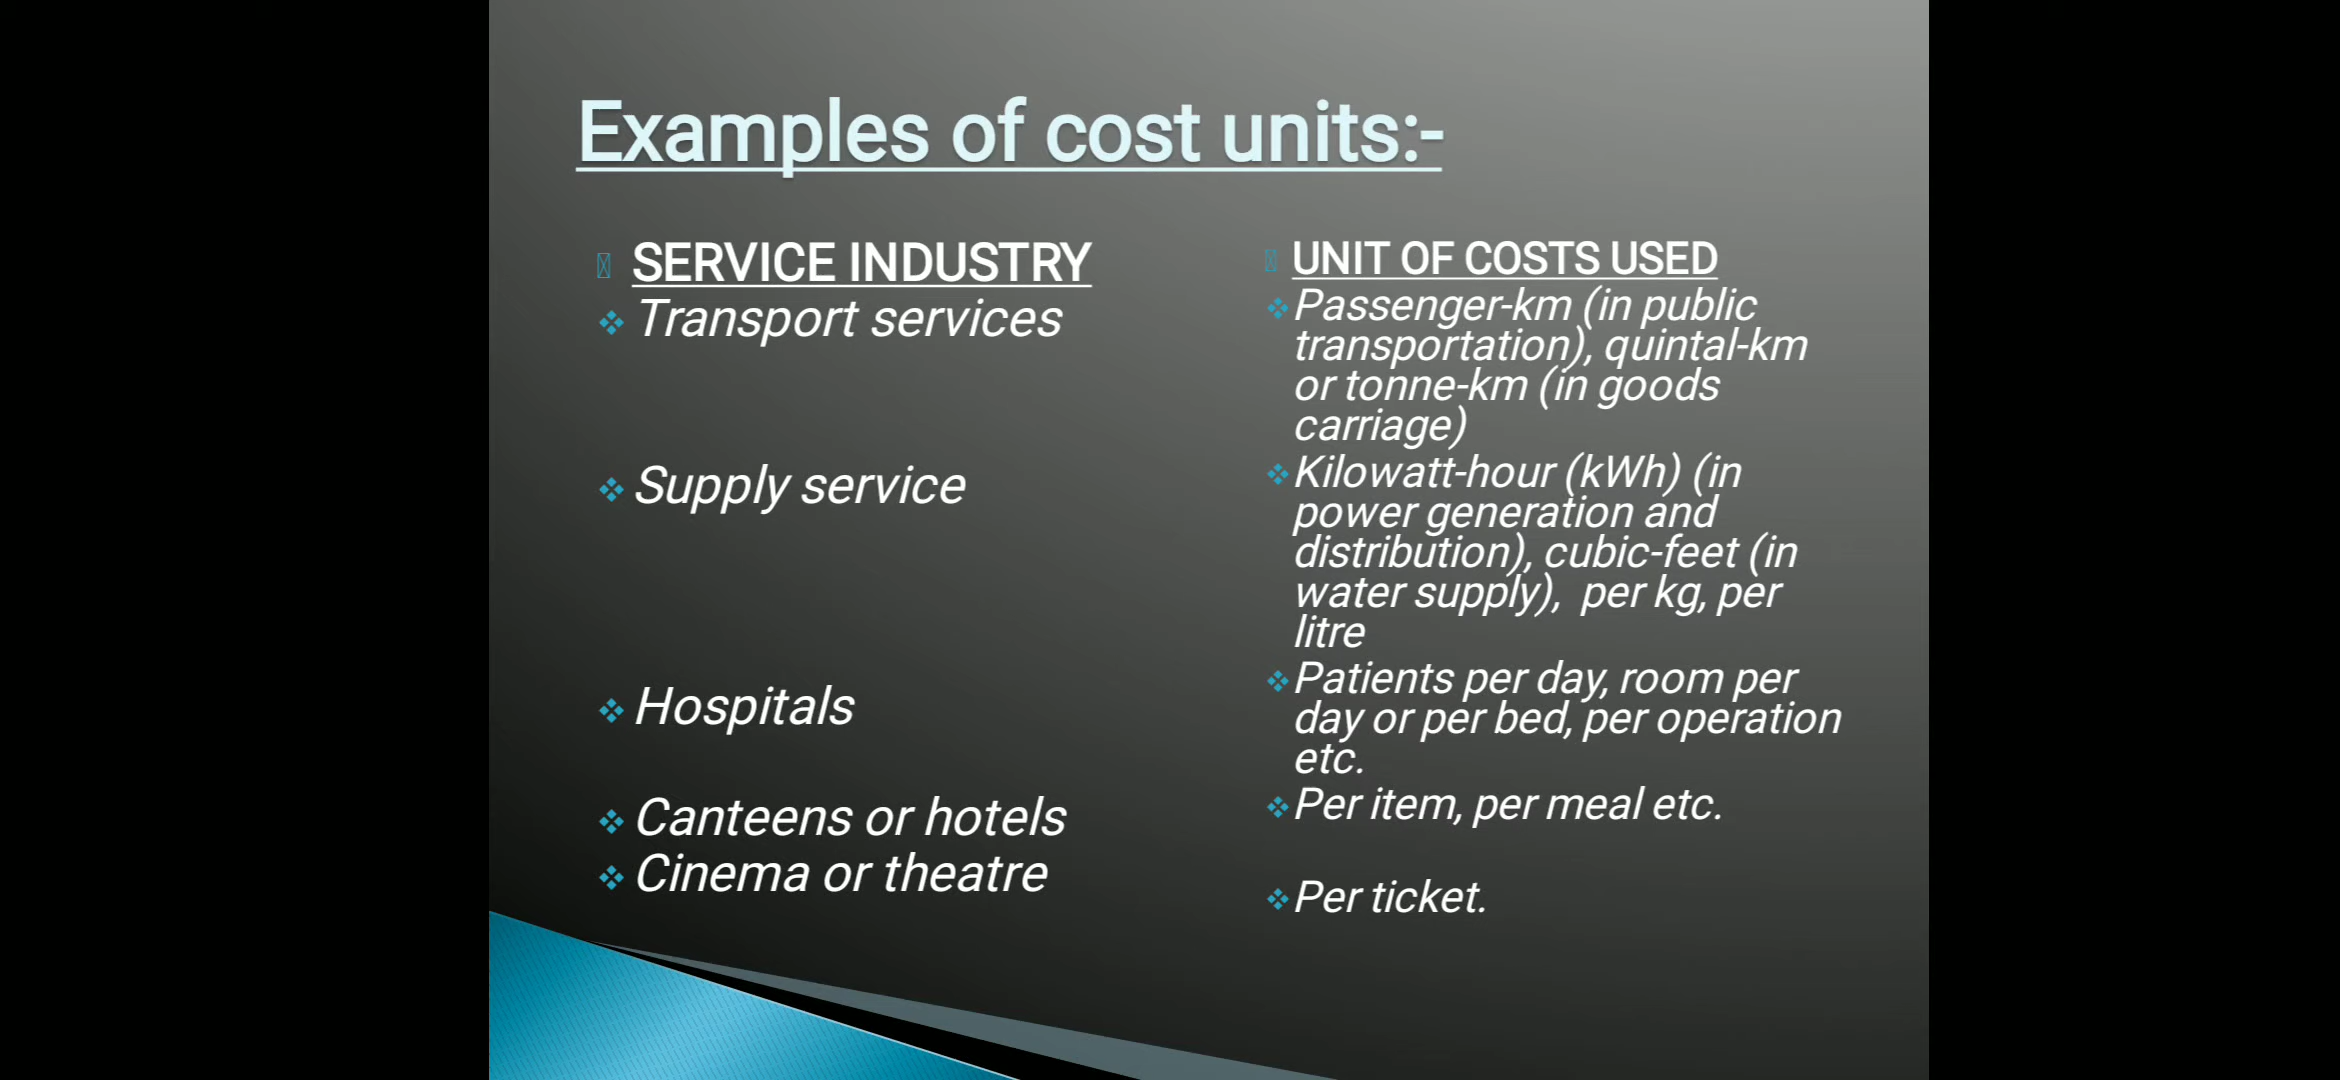 Examples of cost units:-
SERVICE INDUSTRY
Transport services
Supply service
Hospitals
Canteens or hotels
Cinema or theatre
UNIT OF COSTS USED
Passenger-km (in public
transportation), quintal-km
or tonne-km (in goods
carriage)
Kilowatt-hour (kWh) (in
power generation and
distribution), cubic-feet (in
water supply), per kg, per
litre
Patients per day, room per
day or per bed, per operation
etc.
Per item, per meal etc.
Per ticket.